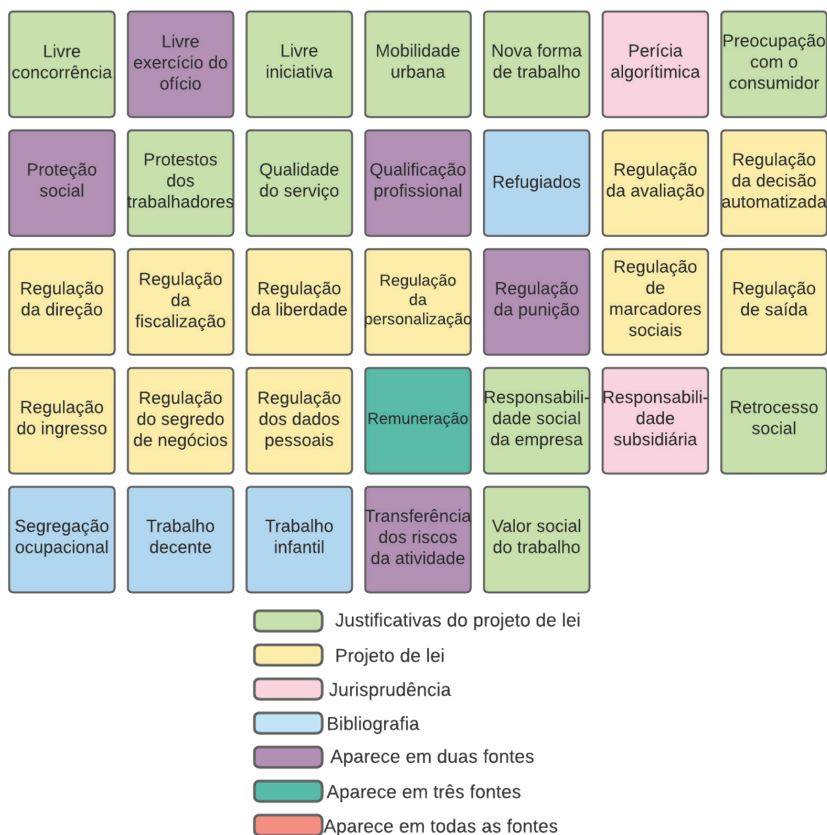 Livre
concorrência
Livre
exercício do
ofício
Livre
iniciativa
Mobilidade
urbana
Nova forma
de trabalho
Perícia
algorítimica
Preocupação
com o
consumidor
Proteção
social
Protestos
dos
trabalhadores
Qualidade
do serviço
Qualificação
profissional
Refugiados
Regulação
da avaliação
Regulação
da decisão
automatizada
Regulação
da direção
Regulação
da
fiscalização
Regulação
da liberdade
Regulação
da
personalização
Regulação
da punição
Regulação
de
marcadores
sociais
Regulação
de saída
Regulação
do ingresso
Regulação
do segredo
de negócios
Regulação
dos dados
pessoais
Remuneração
Responsabili-
dade social
da empresa
Responsabili-
dade
subsidiária
Retrocesso
social
Segregação
ocupacional
Trabalho
decente
Trabalho
infantil
Transferência
dos riscos
da atividade
Valor social
do trabalho
Justificativas do projeto de lei
Projeto de lei
Jurisprudência
Bibliografia
Aparece em duas fontes
Aparece em três fontes
Aparece em todas as fontes